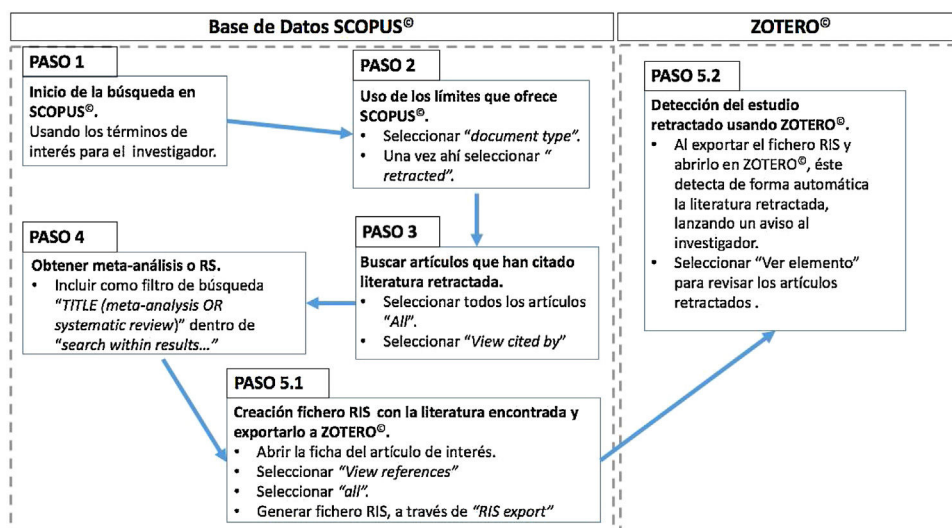 Base de Datos SCOPUS©
ZOTERO©
PASO 1
Inicio de la búsqueda en
SCOPUS©.
Usando los términos de
interés para el investigador.
PASO 2
Uso de los límites que ofrece
SCOPUS©.
• Seleccionar “document type”.
• Una vez ahí seleccionar “
retracted”.
PASO 3
Buscar artículos que han citado
literatura retractada.
• Seleccionar todos los artículos
“All”.
• Seleccionar “View cited by”
PASO 4
Obtener meta-análisis o RS.
• Incluir como filtro de búsqueda
“TITLE (meta-analysis OR
systematic review)” dentro de
“search within results…”
PASO 5.1
Creación fichero RIS con la literatura encontrada y
exportarlo a ZOTERO©.
• Abrir la ficha del artículo de interés.
• Seleccionar “View references”
• Seleccionar “all”.
• Generar fichero RIS, a través de “RIS export”
PASO 5.2
Detección del estudio
retractado usando ZOTERO©.
• Al exportar el fichero RIS y
abrirlo en ZOTERO©, éste
detecta de forma automática
la literatura retractada,
lanzando un aviso al
investigador.
• Seleccionar “Ver elemento”
para revisar los artículos
retractados .